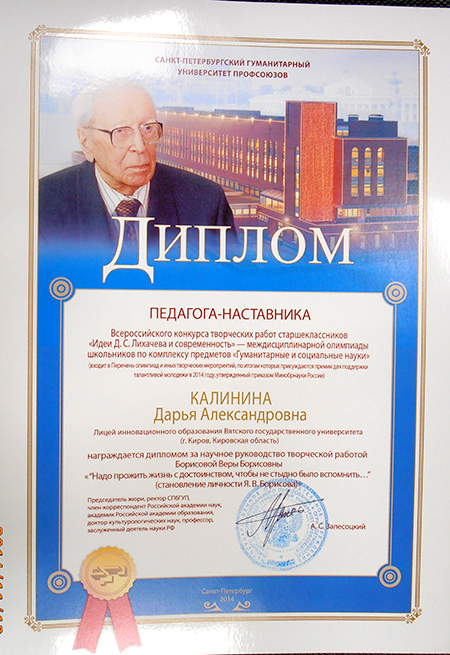 САНКТ-ПЕТЕРБУРГСКИЙ ГУМАНИТАРНЫЙ
УНИВЕРСИТЕТ ПРОФСОЮЗОВ
ДИПЛОМ
ПЕДАГОГА-НАСТАВНИКА
Всероссийского конкурса творческих работ старшеклассников
«Идеи Д. С. Лихачева и современность» — междисциплинарной олимпиады
школьников по комплексу предметов «Гуманитарные и социальные науки»
(входит в Перечень олимпиад и иных творческих мероприятий, по итогам которых присуждаются премии для поддержки
талантливой молодежи в 2014 году, утвержденный приказом Минобрнауки России)
КАЛИНИНА
Дарья Александровна
Лицей инновационного образования Вятского государственного университета
(г. Киров, Кировская область)
награждается дипломом за научное руководство творческой работой
Борисовой Веры Борисовны
«"Надо прожить жизнь с достоинством, чтобы не стыдно было вспомнить…"
(становление личности Я. В. Борисова)»
Председатель жюри, ректор СПбГУП,
член-корреспондент Российской академии наук,
академик Российской академии образования,
доктор культурологических наук, профессор,
заслуженный деятель науки РФ
А. С. Запесоцкий
Санкт-Петербург
2014